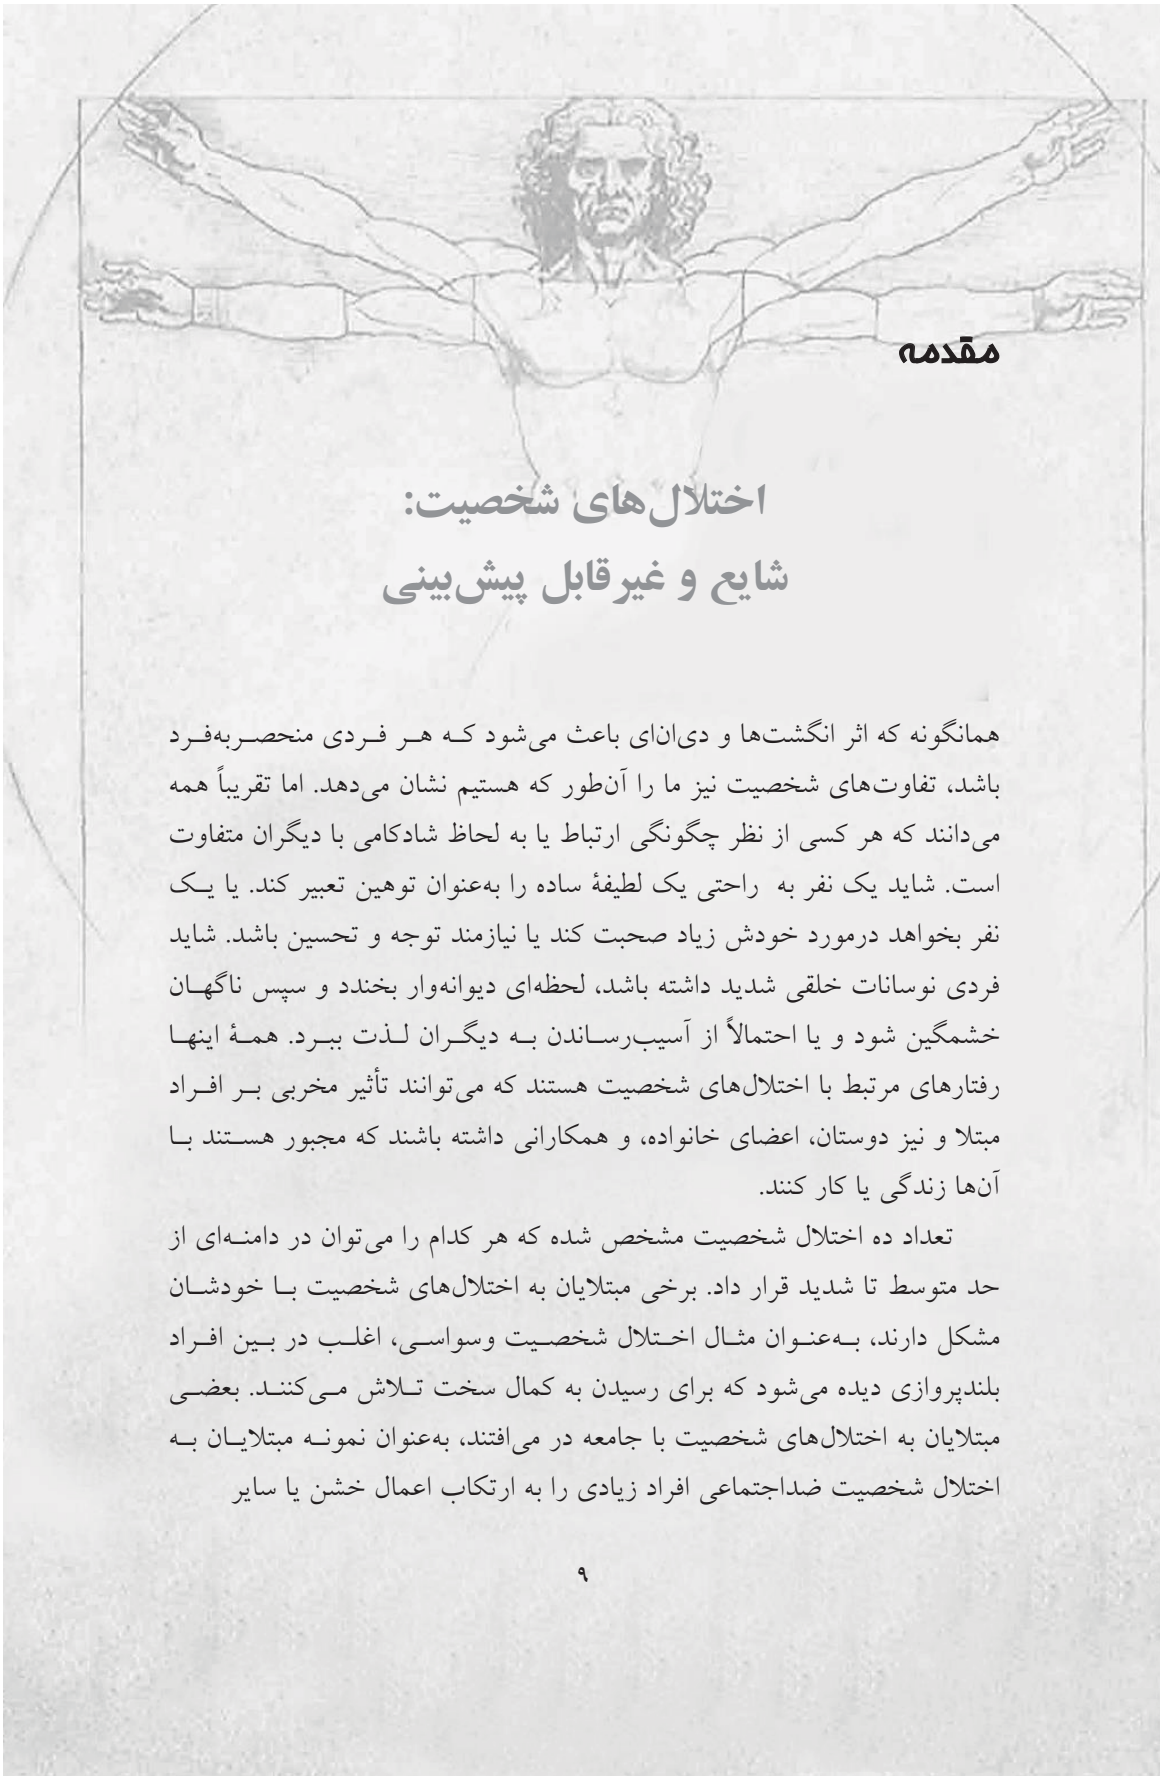 مقدمه
اختلال‌های شخصیت:
شایع و غیرقابل پیش‌بینی
همانگونه که اثر انگشت‌ها و دی‌ان‌ای باعث می‌شود کـه هـر فـردی منحصـربه‌فـرد
باشد، تفاوت‌های شخصیت نیز ما را آن‌طور که هستیم نشان می‌دهد. اما تقریباً همه
می‌دانند که هر کسی از نظر چگونگی ارتباط یا به لحاظ شادکامی با دیگران متفاوت
است. شاید یک نفر به راحتی یک لطیفۀ ساده را به‌عنوان توهین تعبیر کند. یا یـک
نفر بخواهد درمورد خودش زیاد صحبت کند یا نیازمند توجه و تحسین باشد. شاید
فردی نوسانات خلقی شدید داشته باشد، لحظه‌ای دیوانه‌وار بخندد و سپس ناگهـان
خشمگین شود و یا احتمالاً از آسیب‌رسـاندن بـه دیگـران لـذت ببـرد. همـۀ اینهـا
رفتارهای مرتبط با اختلال‌های شخصیت هستند که می‌توانند تأثیر مخربی بـر افـراد
مبتلا و نیز دوستان، اعضای خانواده، و همکارانی داشته باشند که مجبور هسـتند بـا
آن‌ها زندگی یا کار کنند.
تعداد ده اختلال شخصیت مشخص شده که هر کدام را می‌توان در دامنـه‌ای از
حد متوسط تا شدید قرار داد. برخی مبتلایان به اختلال‌های شخصیت بـا خودشـان
مشکل دارند، بـه‌عنـوان مثـال اخـتلال شخصـیت وسواسـی، اغلـب در بـین افـراد
بلندپروازی دیده می‌شود که برای رسیدن به کمال سخت تـلاش مـی‌کننـد. بعضـی
مبتلایان به اختلال‌های شخصیت با جامعه در می‌افتند، به‌عنوان نمونـه مبتلایـان بـه
اختلال شخصیت ضداجتماعی افراد زیادی را به ارتکاب اعمال خشن یا سایر
۹